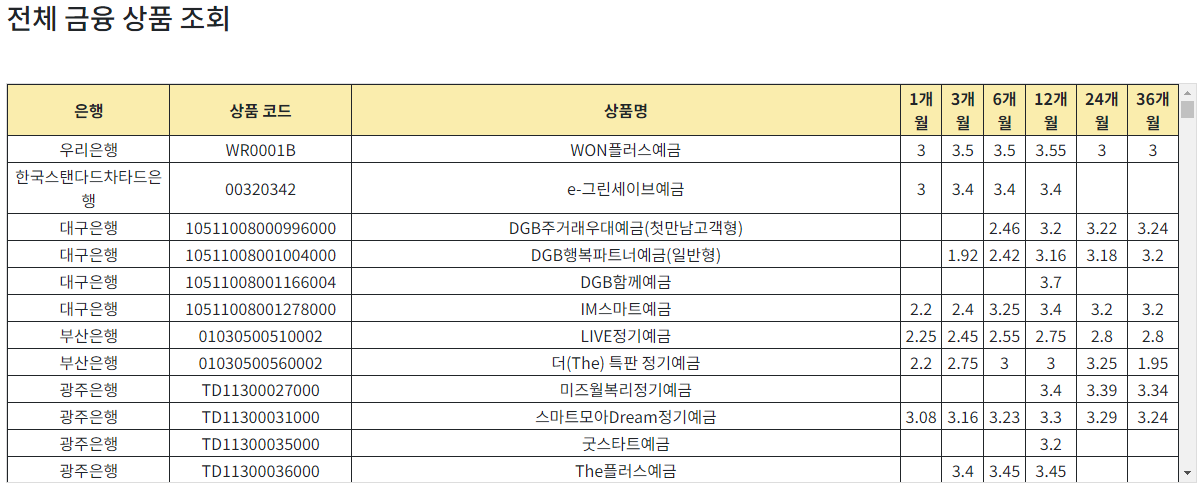 전체 금융 상품 조회
은행 상품 코드 상품명 1개월 3개월 6개월 12개월 24개월 36개월
우리은행 WR0001B WON플러스예금 3 3.5 3.5 3.55 3 3
한국스탠다드차타드은행 00320342 e-그린세이브예금 3 3.4 3.4 3.4
대구은행 10511008000996000 DGB주거래우대예금(첫만남고객형) 2.46 3.2 3.22 3.24
대구은행 10511008001004000 DGB행복파트너예금(일반형) 1.92 2.42 3.16 3.18 3.2
대구은행 10511008001166004 DGB함께예금 3.7
대구은행 10511008001278000 IM스마트예금 2.2 2.4 3.25 3.4 3.2 3.2
부산은행 01030500510002 LIVE정기예금 2.25 2.45 2.55 2.75 2.8 2.8
부산은행 01030500560002 더(The) 특판 정기예금 2.2 2.75 3 3 3.25 1.95
광주은행 TD11300027000 미즈월복리정기예금 3.4 3.39 3.34
광주은행 TD11300031000 스마트모아Dream정기예금 3.08 3.16 3.23 3.3 3.29 3.24
광주은행 TD11300035000 굿스타트예금 3.2
광주은행 TD11300036000 The플러스예금 3.4 3.45 3.45